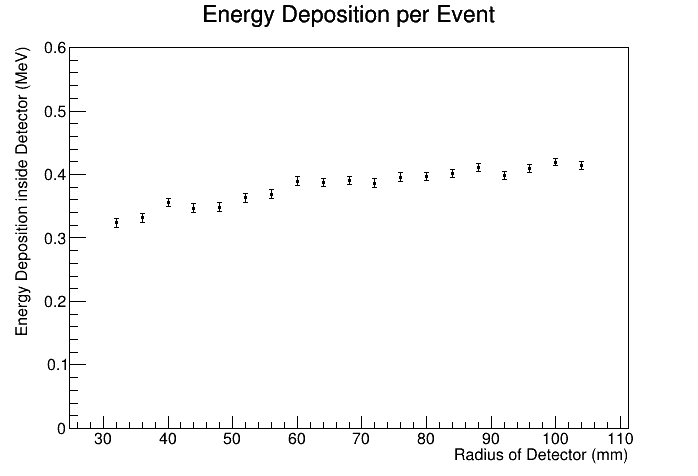 Energy Deposition per Event
Energy Deposition inside Detector (MeV)
0.6
0.5
0.4
0.3
0.2
0.1
0
30 40 50 60 70 80 90 100 110
Radius of Detector (mm)